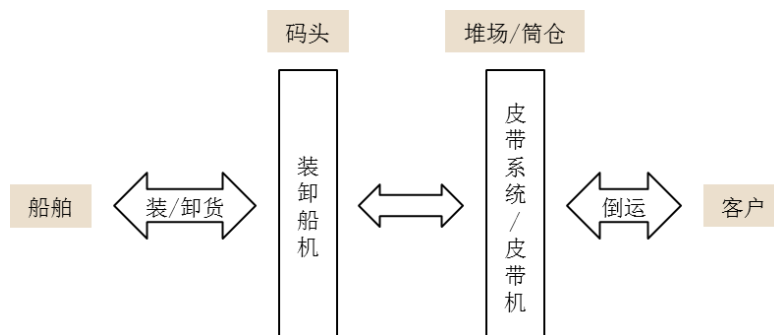 码头
堆场/筒仓
船舶
装/卸货
装卸船机
皮带系统/皮带机
倒运
客户